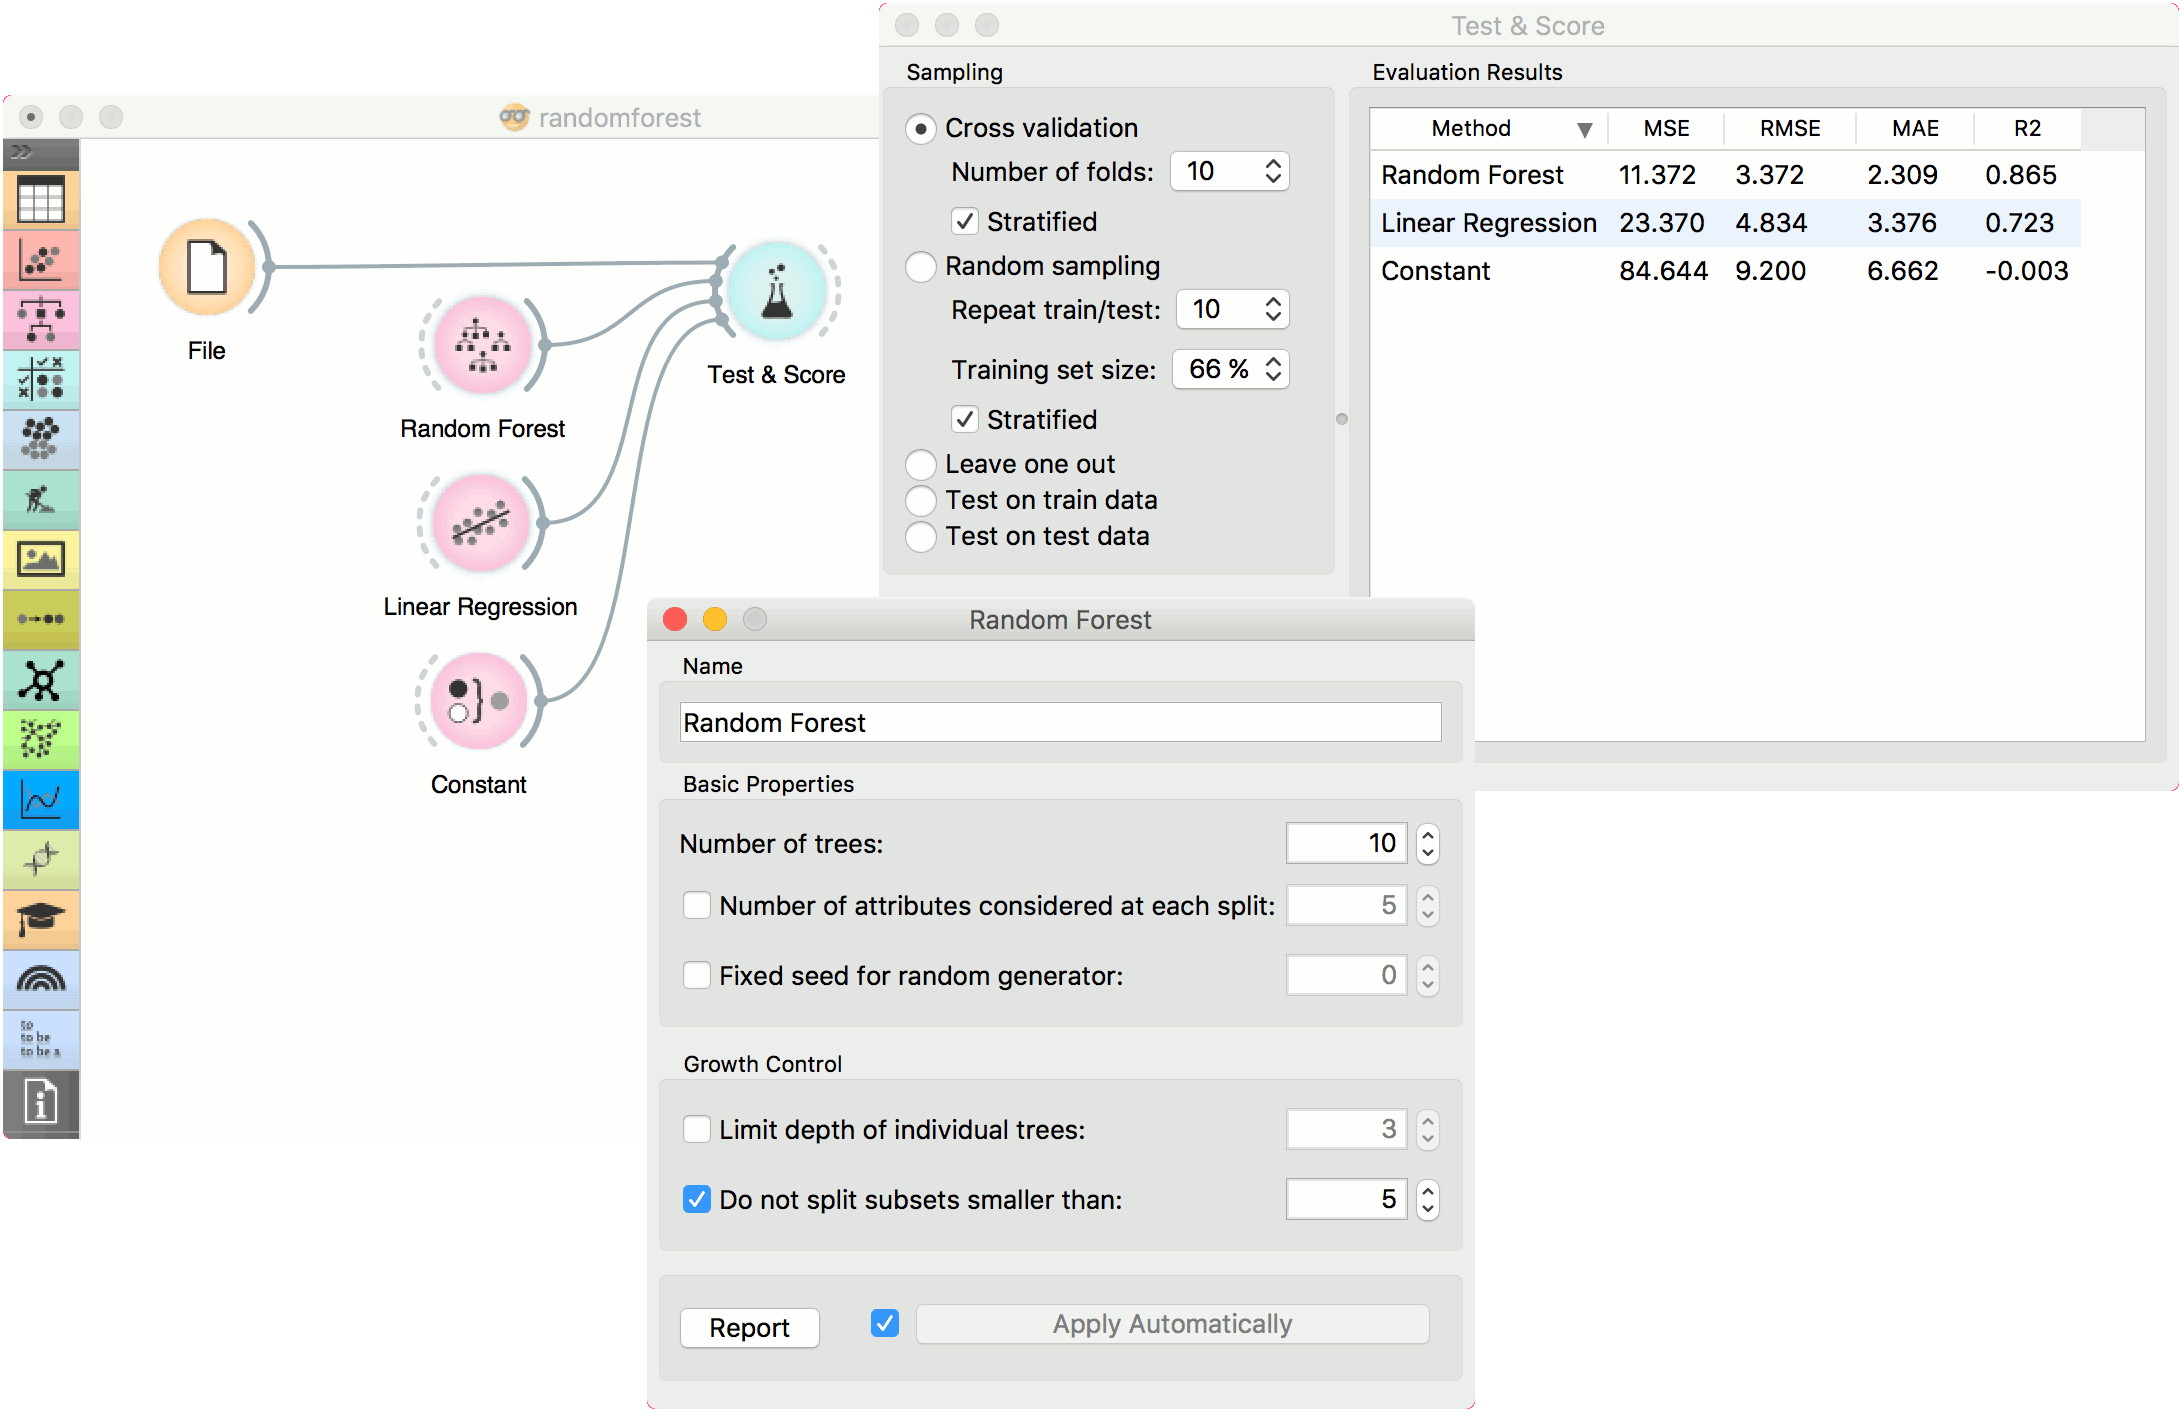 randomforest
File
Random Forest
Linear Regression
Constant
Test & Score
to
to be
to be a
Test & Score
Sampling
Cross validation
Number of folds: 10
Stratified
Random sampling
Repeat train/test: 10
Training set size: 66 %
Stratified
Leave one out
Test on train data
Test on test data
Evaluation Results
Method MSE RMSE MAE R2
Random Forest 11.372 3.372 2.309 0.865
Linear Regression 23.370 4.834 3.376 0.723
Constant 84.644 9.200 6.662 -0.003
Random Forest
Name
Random Forest
Basic Properties
Number of trees: 10
Number of attributes considered at each split: 5
Fixed seed for random generator: 0
Growth Control
Limit depth of individual trees: 3
Do not split subsets smaller than: 5
Report
Apply Automatically